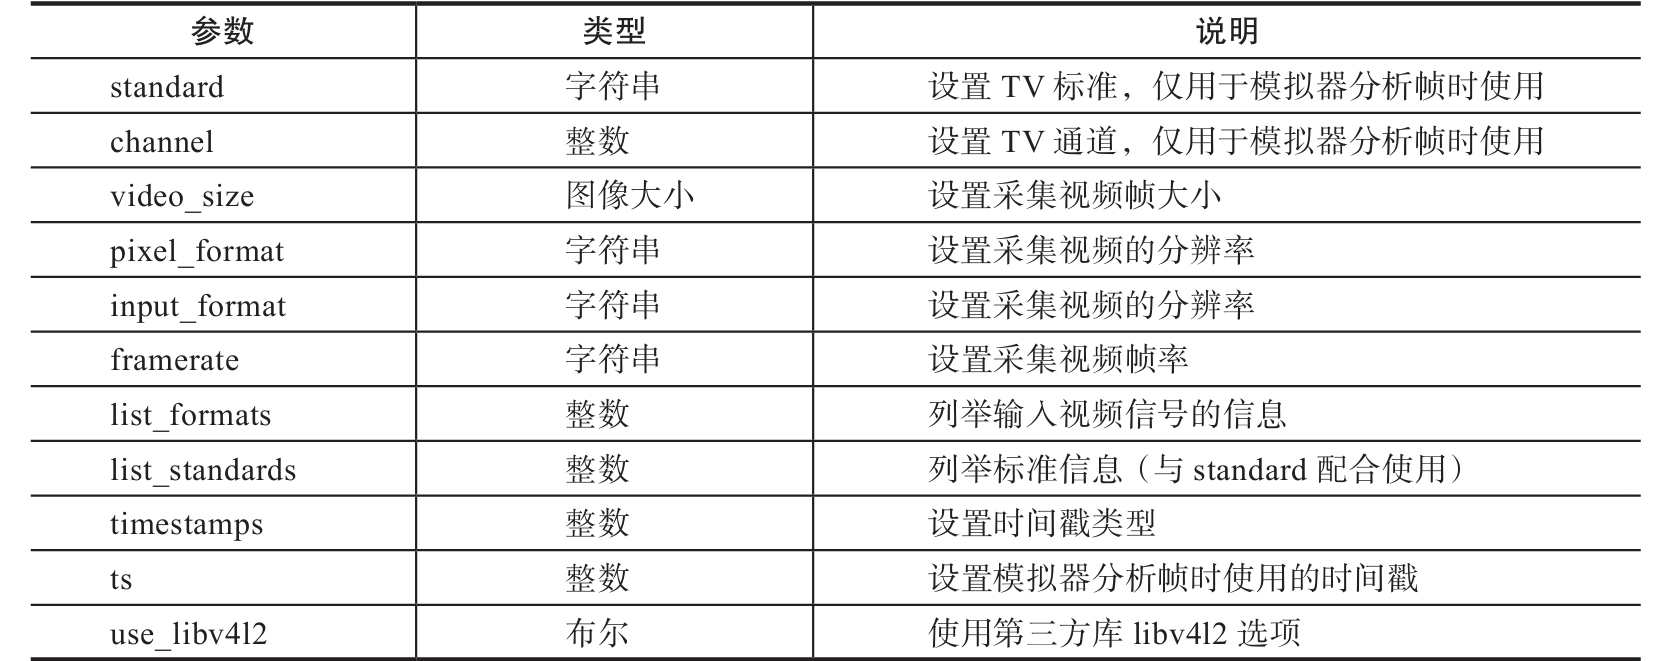 参数 类型 说明
standard 字符串 设置 TV 标准，仅用于模拟器分析帧时使用
channel 整数 设置 TV 通道，仅用于模拟器分析帧时使用
video_size 图像大小 设置采集视频帧大小
pixel_format 字符串 设置采集视频的分辨率
input_format 字符串 设置采集视频的分辨率
framerate 字符串 设置采集视频帧率
list_formats 整数 列举输入视频信号的信息
list_standards 整数 列举标准信息（与 standard 配合使用）
timestamps 整数 设置时间戳类型
ts 整数 设置模拟器分析帧时使用的时间戳
use_libv4l2 布尔 使用第三方库 libv4l2 选项